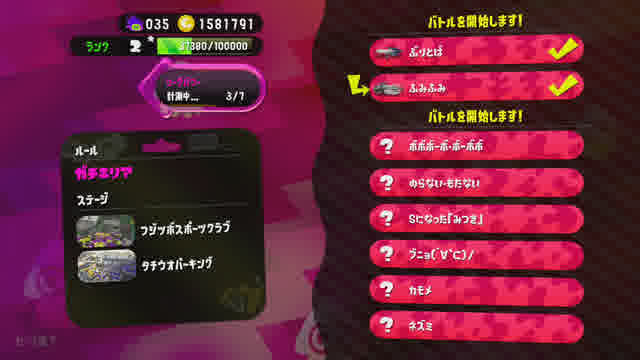 035 1581791
ランク 2 37380/100000
計測中... 3/7
ルール
ガチエリア
ステージ
フジツボスポーツクラブ
タチウオパーキング
バトルを開始します!
ぷりとぱ
ふみふみ
バトルを開始します!
? ボボボーボ・ボーボボ
? のらない・もたない
? Sになった「みつき」
? プニョ(´∀`⊂)/
? カモメ
? ネズミ